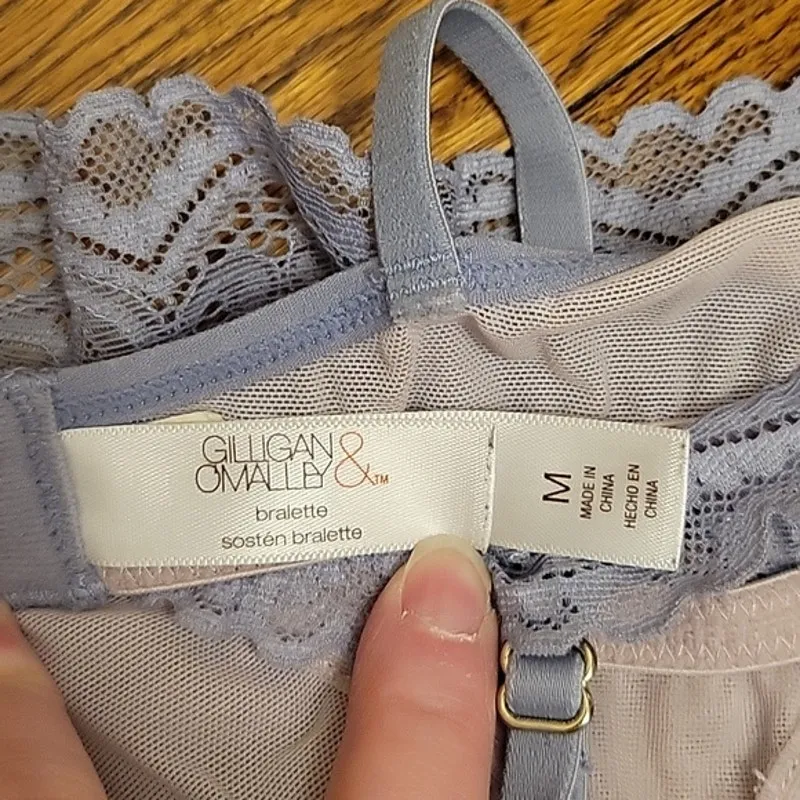 GILLIGAN &
O'MALLEY™
bralette
sostén bralette
M
MADE IN
CHINA
HECHO EN
CHINA